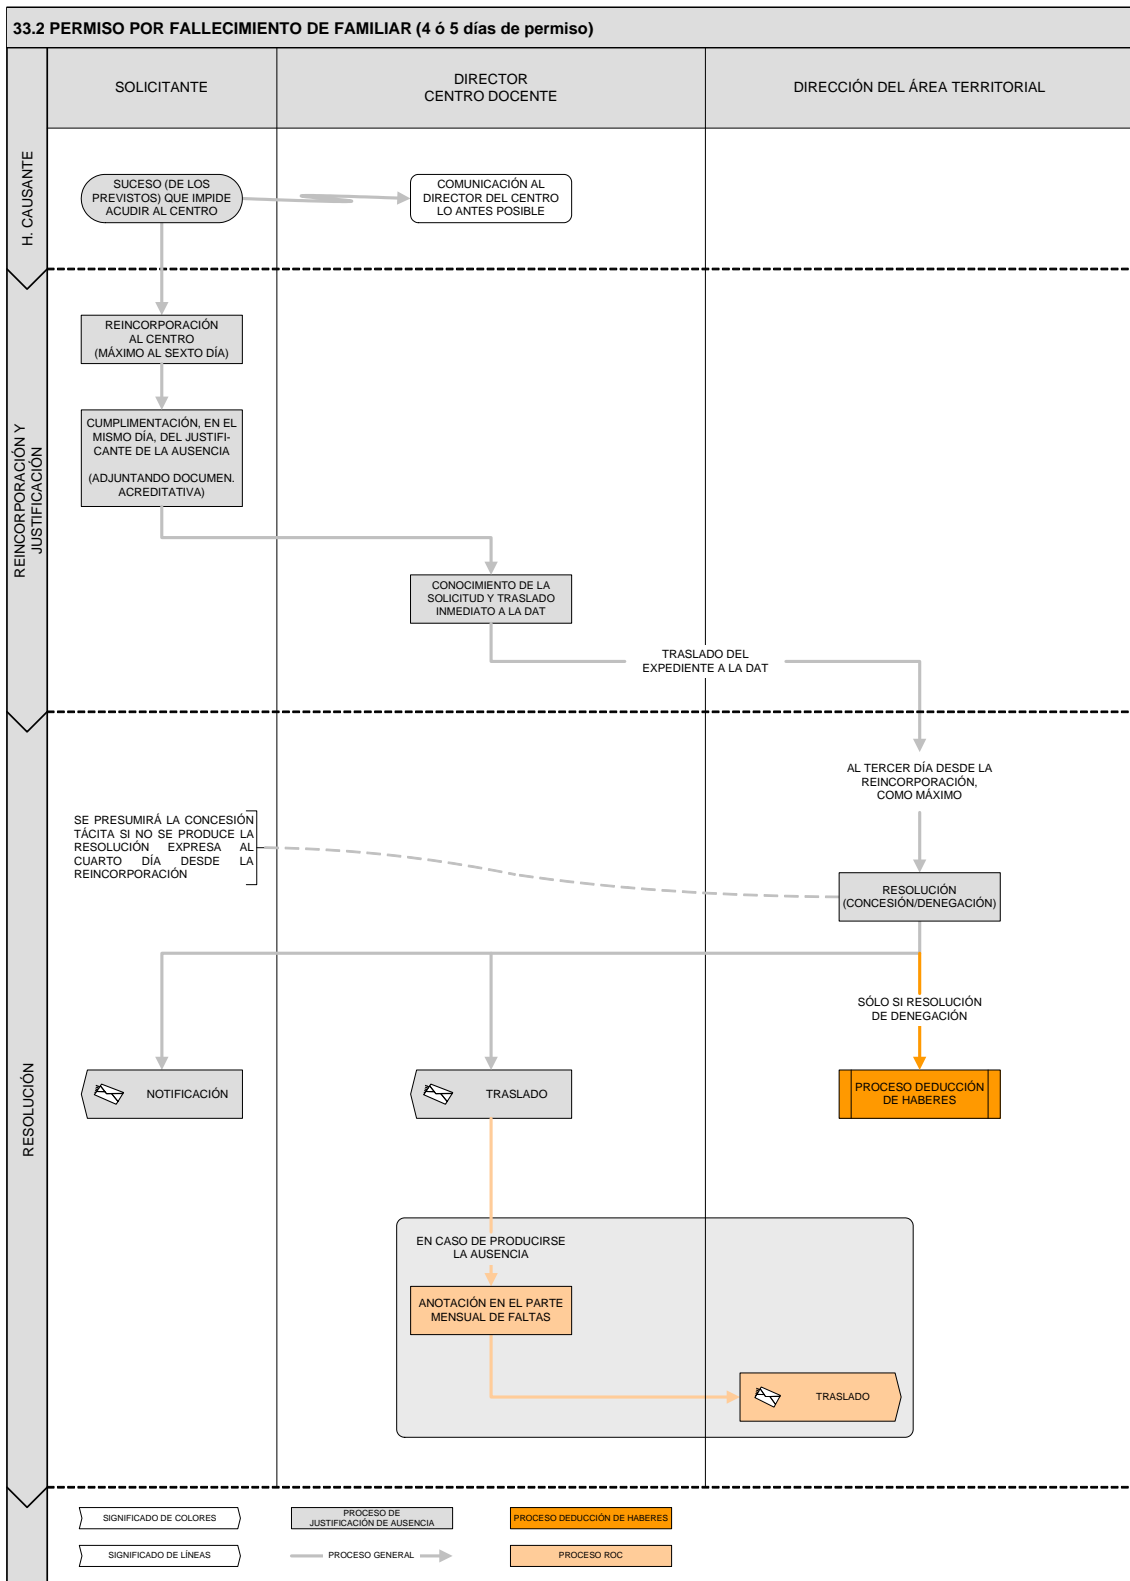 33.2 PERMISO POR FALLECIMIENTO DE FAMILIAR (4 ó 5 días de permiso)
SOLICITANTE
DIRECTOR
CENTRO DOCENTE
DIRECCIÓN DEL ÁREA TERRITORIAL
H. CAUSANTE
SUCESO (DE LOS
PREVISTOS) QUE IMPIDE
ACUDIR AL CENTRO
COMUNICACIÓN AL
DIRECTOR DEL CENTRO
LO ANTES POSIBLE
REINCORPORACIÓN Y
JUSTIFICACIÓN
REINCORPORACIÓN
AL CENTRO
(MÁXIMO AL SEXTO DÍA)
CUMPLIMENTACIÓN, EN EL
MISMO DÍA, DEL JUSTIFI-
CANTE DE LA AUSENCIA
(ADJUNTANDO DOCUMEN.
ACREDITATIVA)
CONOCIMIENTO DE LA
SOLICITUD Y TRASLADO
INMEDIATO A LA DAT
TRASLADO DEL
EXPEDIENTE A LA DAT
RESOLUCIÓN
AL TERCER DÍA DESDE LA
REINCORPORACIÓN,
COMO MÁXIMO
SE PRESUMIRÁ LA CONCESIÓN
TÁCITA SI NO SE PRODUCE LA
RESOLUCIÓN EXPRESA AL
CUARTO DÍA DESDE LA
REINCORPORACIÓN
RESOLUCIÓN
(CONCESIÓN/DENEGACIÓN)
SÓLO SI RESOLUCIÓN
DE DENEGACIÓN
NOTIFICACIÓN
TRASLADO
PROCESO DEDUCCIÓN
DE HABERES
EN CASO DE PRODUCIRSE
LA AUSENCIA
ANOTACIÓN EN EL PARTE
MENSUAL DE FALTAS
TRASLADO
SIGNIFICADO DE COLORES
PROCESO DE
JUSTIFICACIÓN DE AUSENCIA
PROCESO DEDUCCIÓN DE HABERES
SIGNIFICADO DE LÍNEAS
PROCESO GENERAL
PROCESO ROC